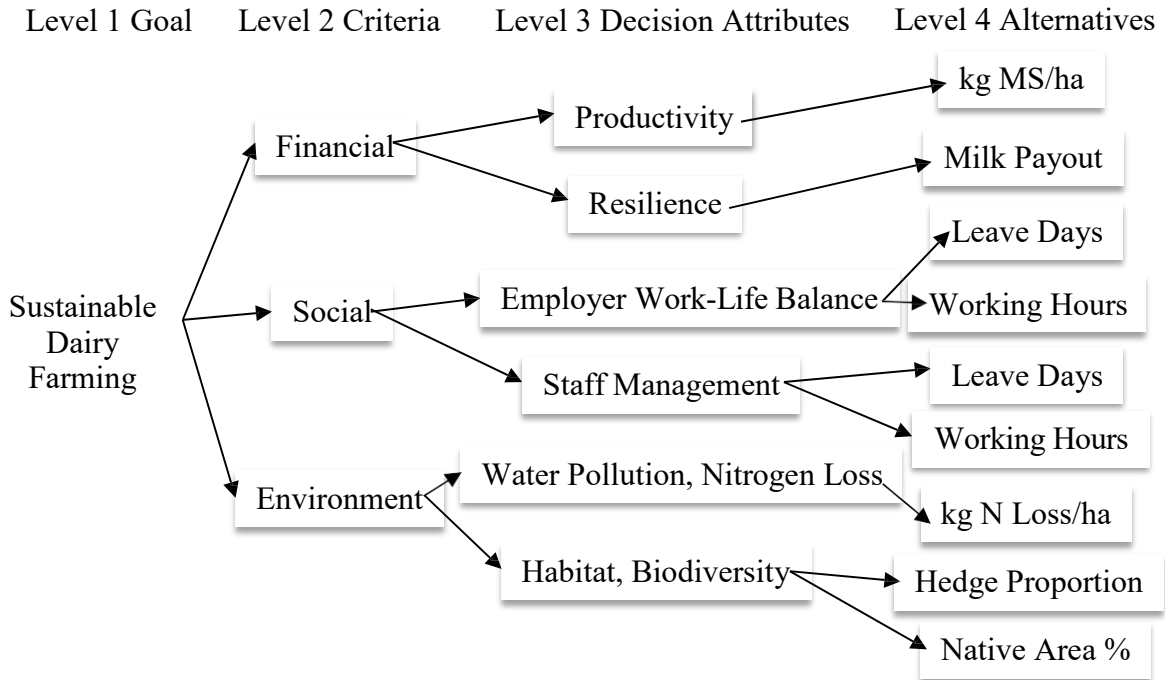 Level 1 Goal
Level 2 Criteria
Level 3 Decision Attributes
Level 4 Alternatives
Sustainable
Dairy
Farming
Financial
Social
Environment
Productivity
Resilience
Employer Work-Life Balance
Staff Management
Water Pollution, Nitrogen Loss
Habitat, Biodiversity
kg MS/ha
Milk Payout
Leave Days
Working Hours
Leave Days
Working Hours
kg N Loss/ha
Hedge Proportion
Native Area %